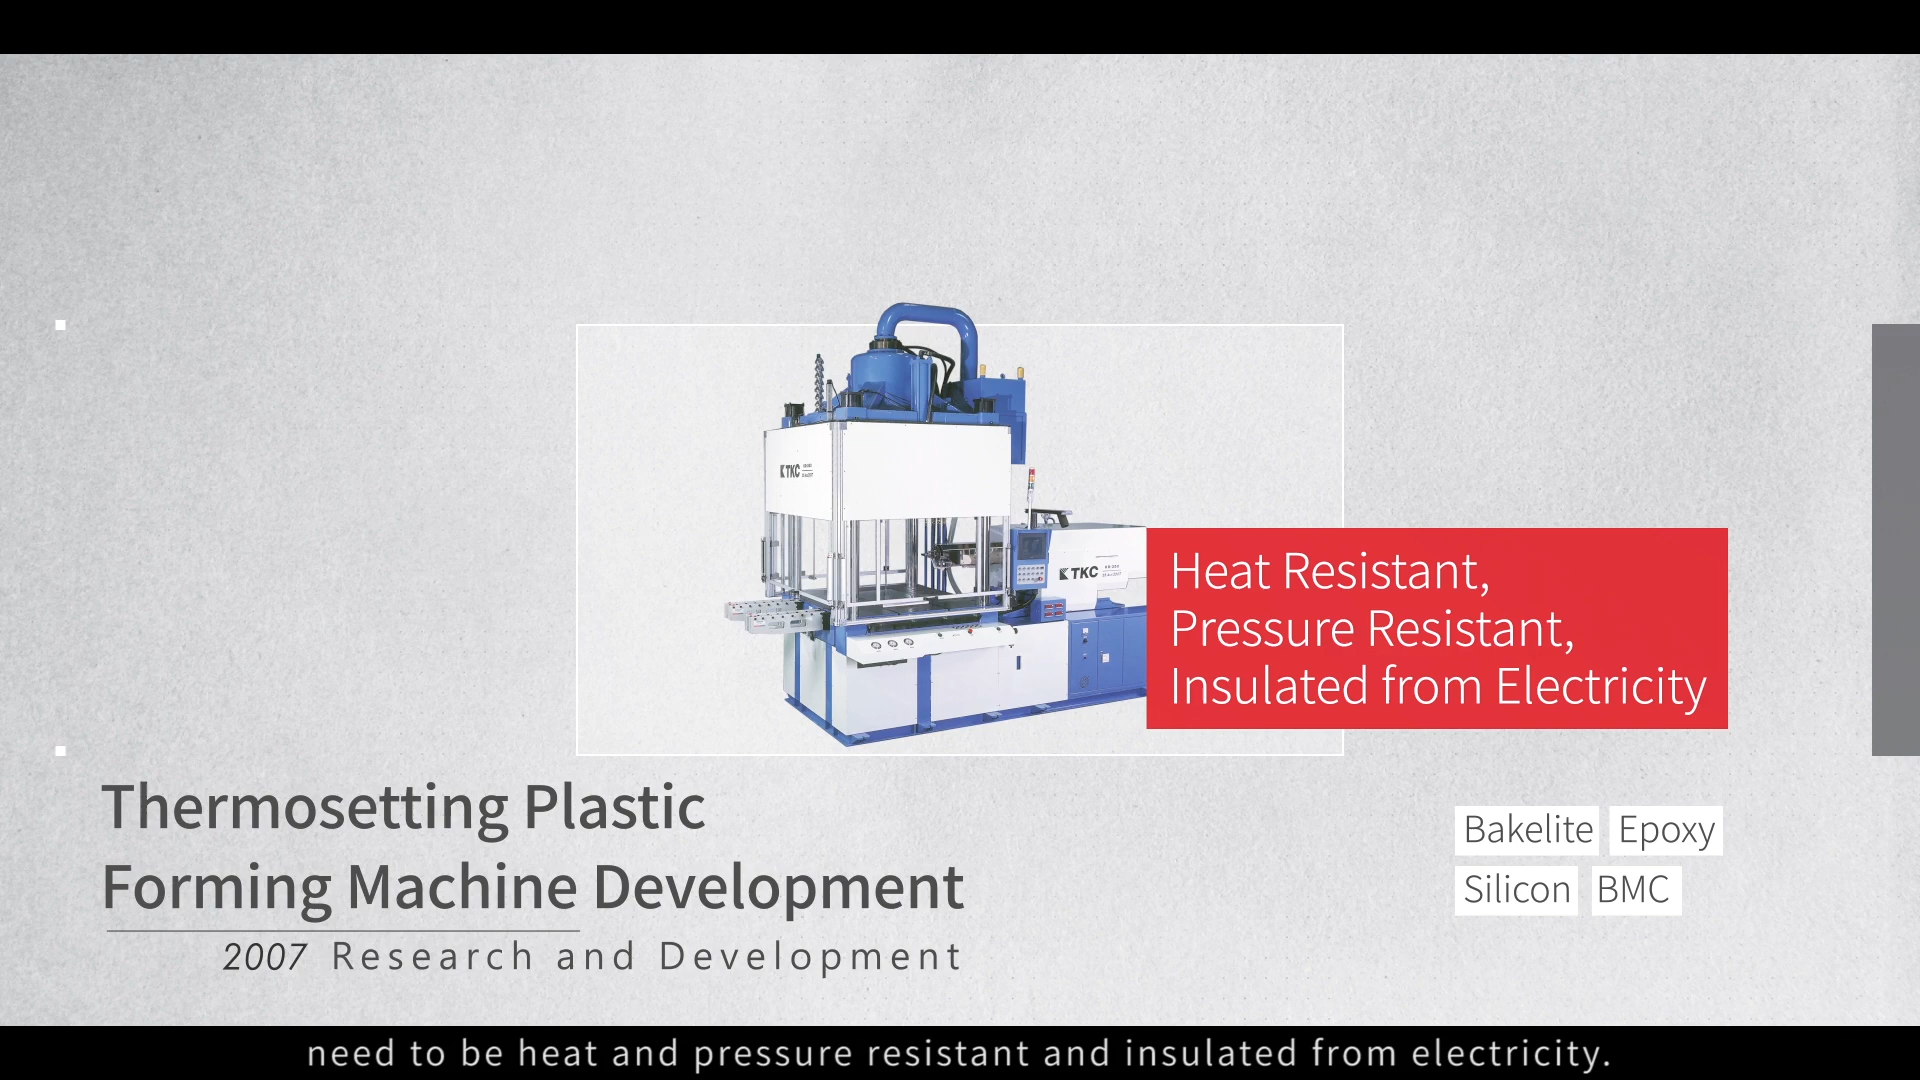 TKC
TKC
Heat Resistant,
Pressure Resistant,
Insulated from Electricity
Thermosetting Plastic
Forming Machine Development
2007 Research and Development
Bakelite Epoxy
Silicon BMC
need to be heat and pressure resistant and insulated from electricity.